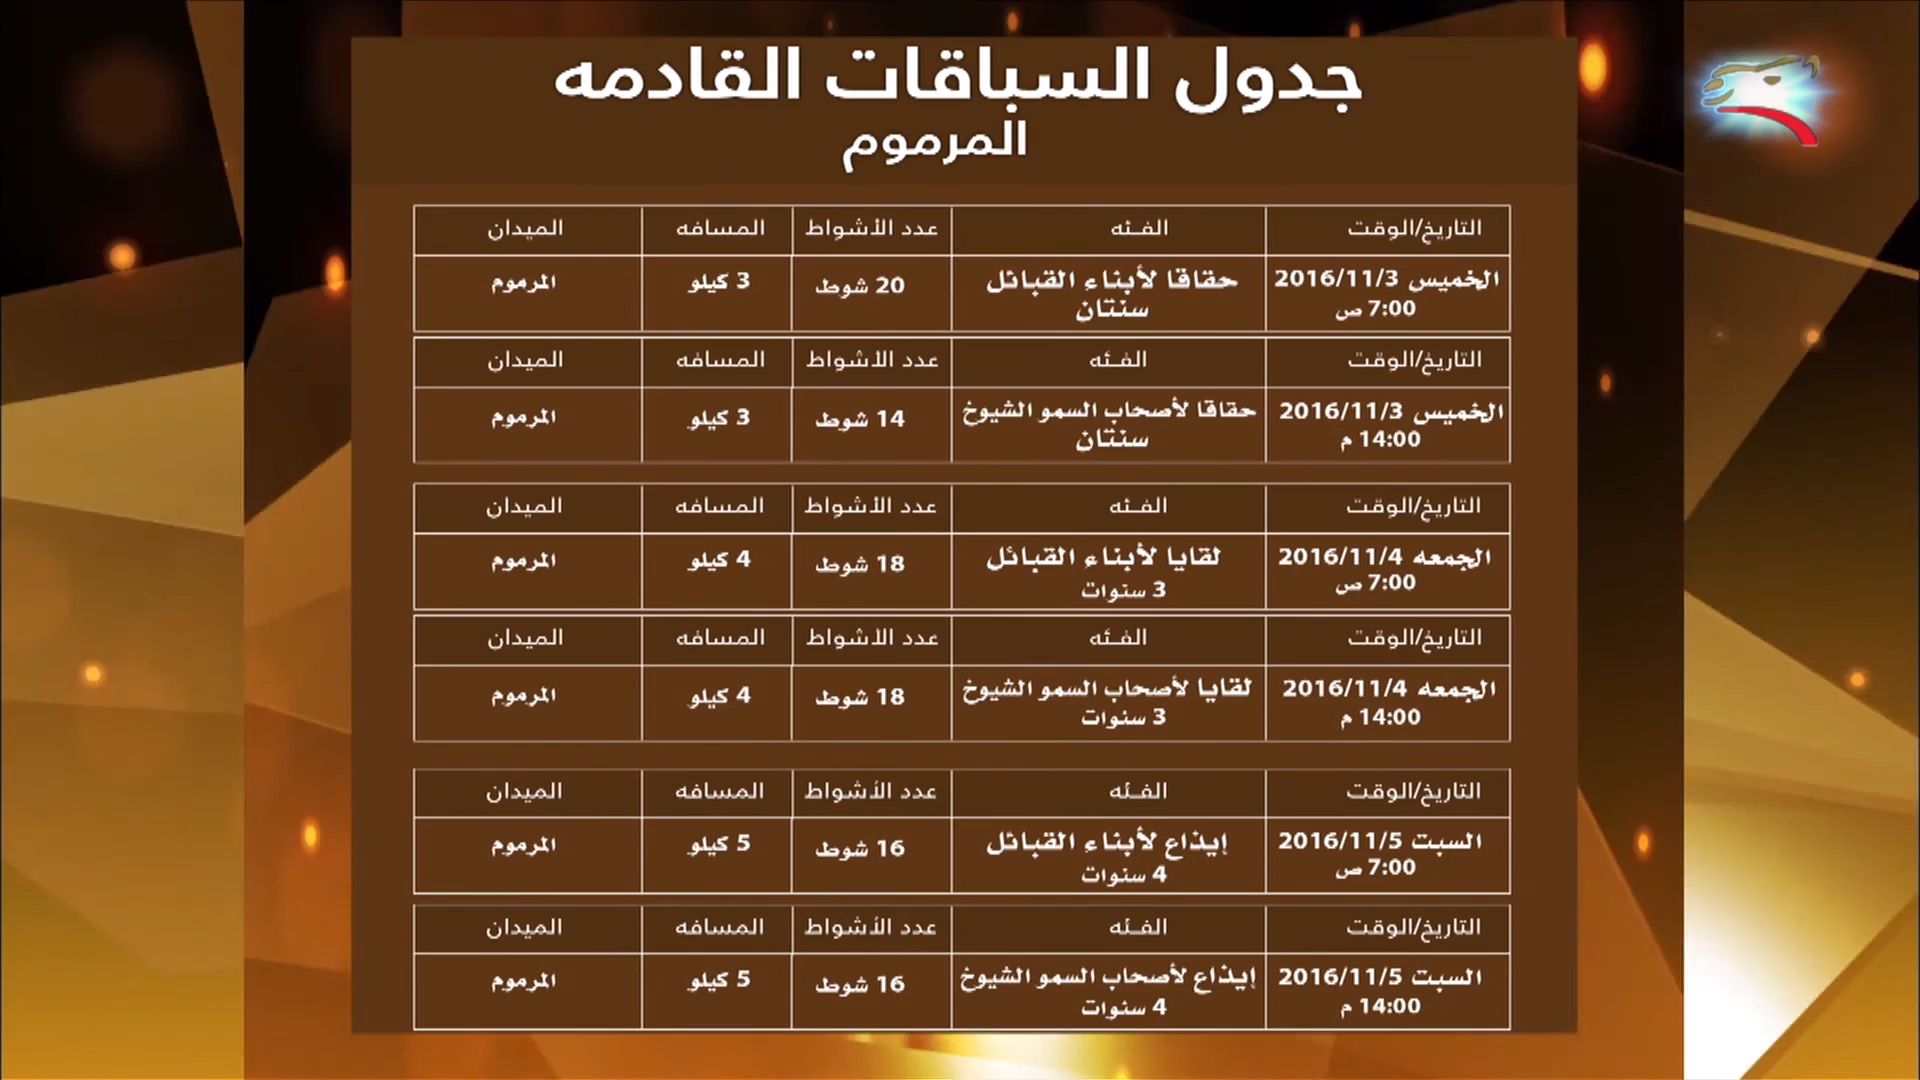 جدول السباقات القادمه
المرموم
التاريخ/الوقت الفئه عدد الأشواط المسافه الميدان
الخميس 2016/11/3 حقاقا لأبناء القبائل 20 شوط 3 كيلو المرموم
7:00 ص سنتان
التاريخ/الوقت الفئه عدد الأشواط المسافه الميدان
الخميس 2016/11/3 حقاقا لأصحاب السمو الشيوخ 14 شوط 3 كيلو المرموم
14:00 م سنتان
التاريخ/الوقت الفئه عدد الأشواط المسافه الميدان
الجمعه 2016/11/4 لقايا لأبناء القبائل 18 شوط 4 كيلو المرموم
7:00 ص 3 سنوات
التاريخ/الوقت الفئه عدد الأشواط المسافه الميدان
الجمعه 2016/11/4 لقايا لأصحاب السمو الشيوخ 18 شوط 4 كيلو المرموم
14:00 م 3 سنوات
التاريخ/الوقت الفئه عدد الأشواط المسافه الميدان
السبت 2016/11/5 إيذاع لأبناء القبائل 16 شوط 5 كيلو المرموم
7:00 ص 4 سنوات
التاريخ/الوقت الفئه عدد الأشواط المسافه الميدان
السبت 2016/11/5 إيذاع لأصحاب السمو الشيوخ 16 شوط 5 كيلو المرموم
14:00 م 4 سنوات